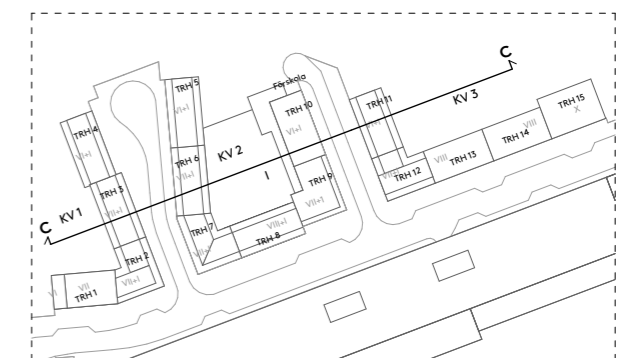 C
KV 3
Förskola
TRH 5
VI+I
TRH 10
VI+I
TRH 11
TRH 15
X
TRH 4
VI+I
KV 2
VIII
TRH 14
TRH 6
VII+I
I
VIII
TRH 13
TRH 12
TRH 3
VII+I
TRH 9
VII+I
KV 1
C
TRH 7
VII+I
VIII+I
TRH 8
TRH 2
VII+I
VI
VII
TRH 1